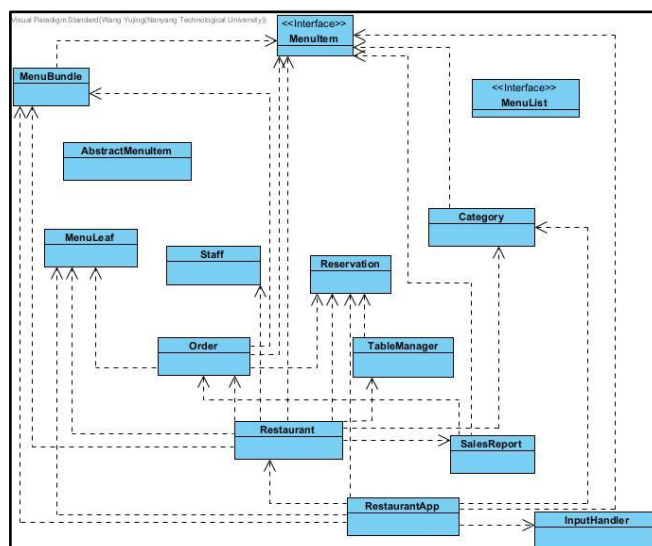 Visual Paradigm Standard(Wang Yujing(Nanyang Technological University))
<<Interface>>
MenuItem
MenuBundle
<<Interface>>
MenuList
AbstractMenuItem
Category
MenuLeaf
Staff
Reservation
Order
TableManager
Restaurant
SalesReport
RestaurantApp
InputHandler